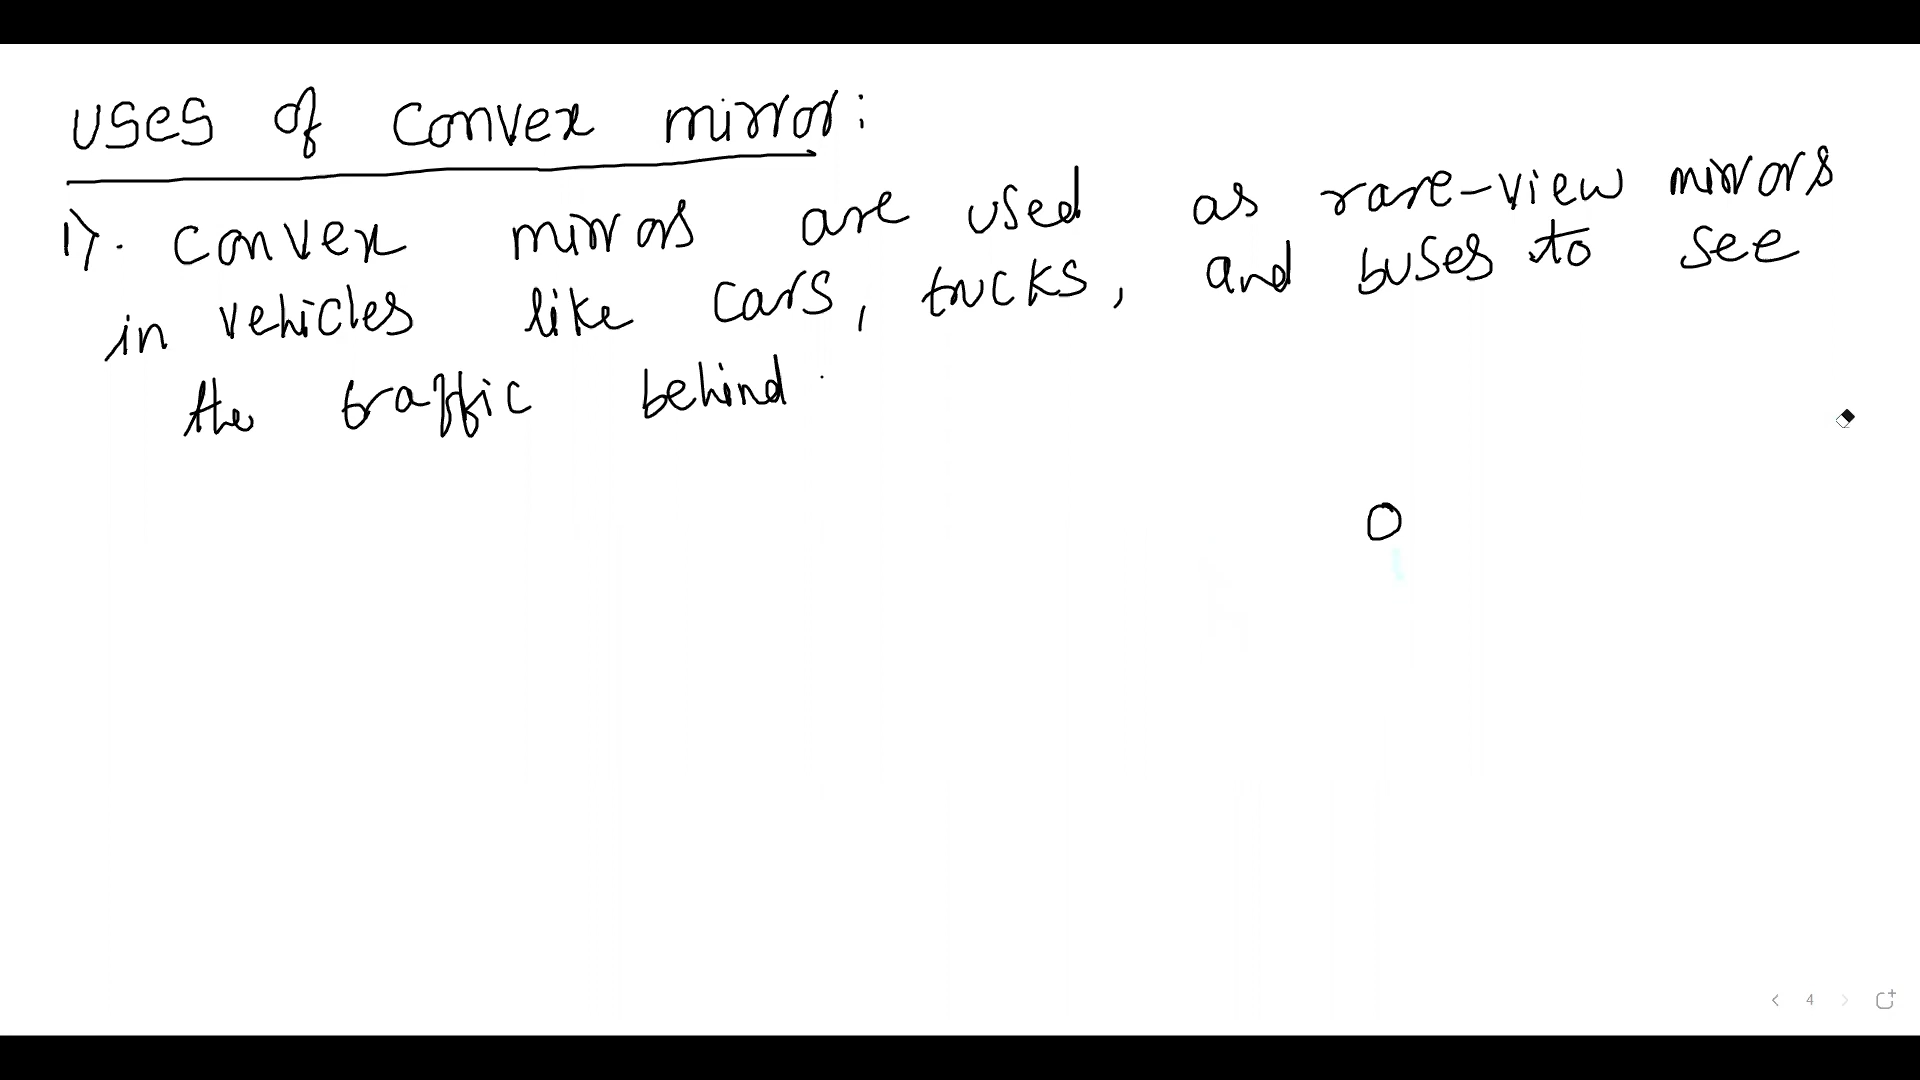 uses of convex mirror:
1). convex mirrors are used as rare-view mirrors
in vehicles like cars, trucks, and buses to see
the traffic behind.
O
4